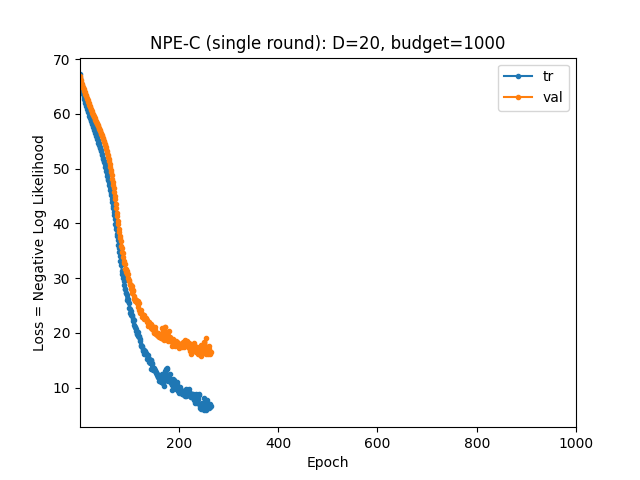 NPE-C (single round): D=20, budget=1000
Loss = Negative Log Likelihood
70
60
50
40
30
20
10
tr
val
200
400
600
800
1000
Epoch